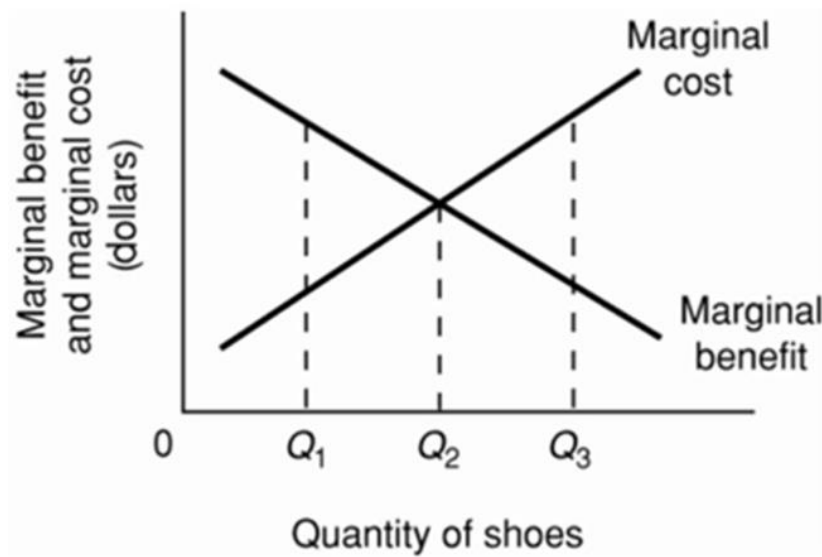 Marginal benefit
and marginal cost
(dollars)
Marginal
cost
Marginal
benefit
0
Q₁
Q₂
Q₃
Quantity of shoes